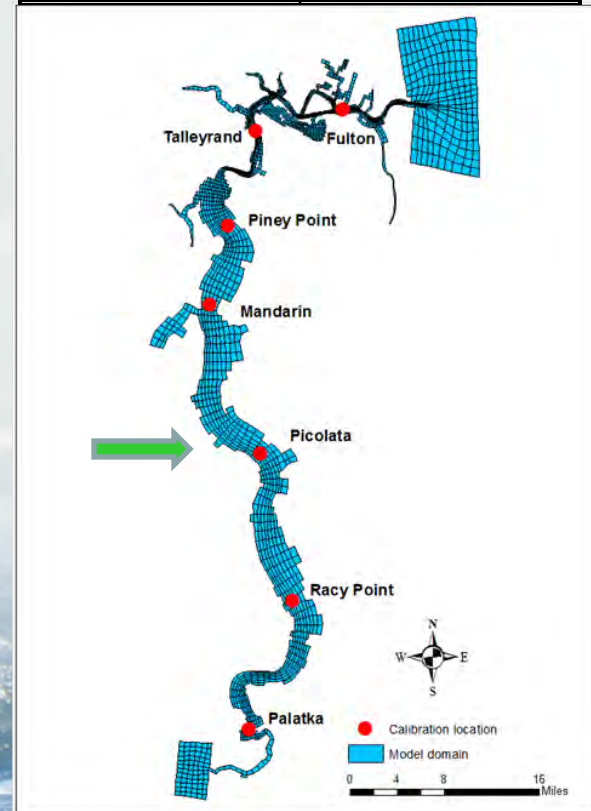 Talleyrand
Fulton
Piney Point
Mandarin
Picolata
Racy Point
N
W E
S
Palatka
Calibration location
Model domain
0 4 8 16
Miles